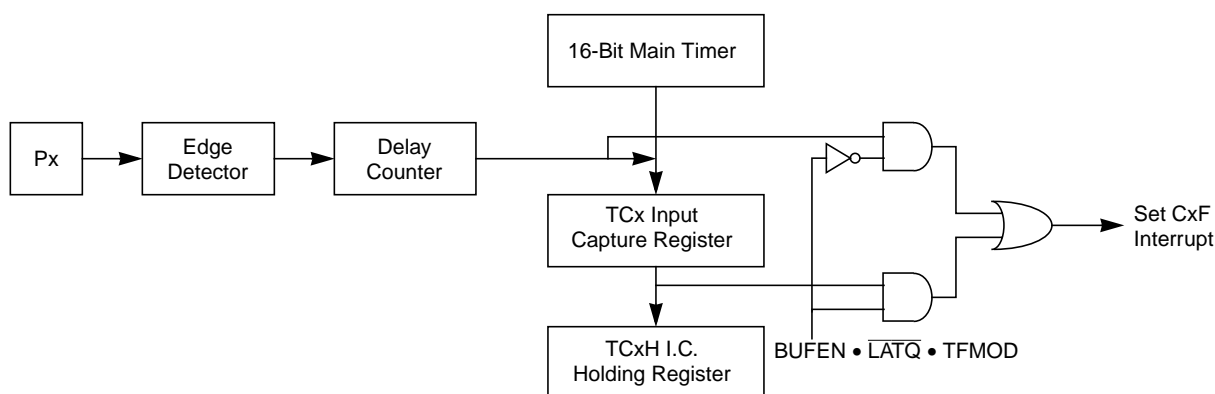 16-Bit Main Timer
Px
Edge
Detector
Delay
Counter
TCx Input
Capture Register
Set CxF
Interrupt
TCxH I.C.
Holding Register
BUFEN • L̅A̅T̅Q̅ • TFMOD